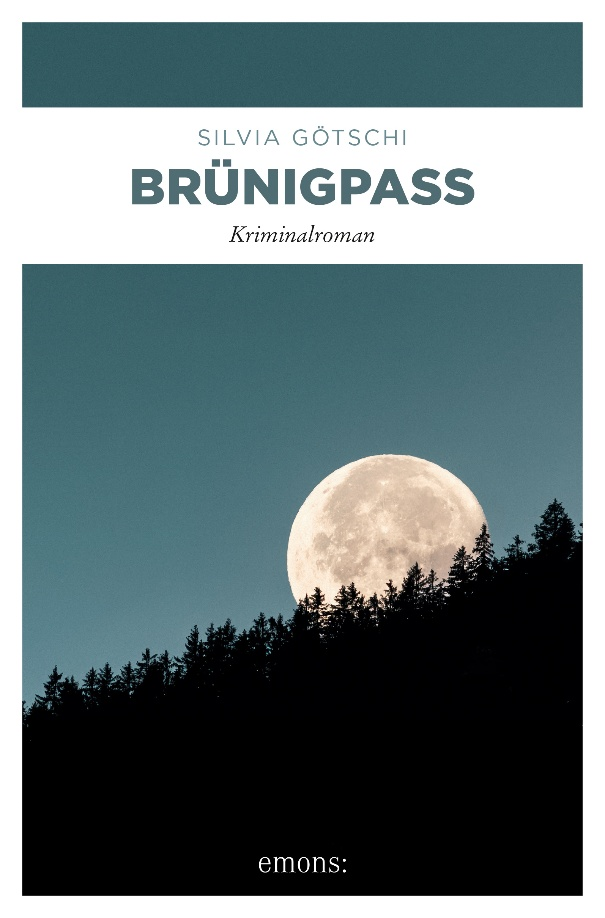 SILVIA GÖTSCHI
BRÜNIGPASS
Kriminalroman
emons: